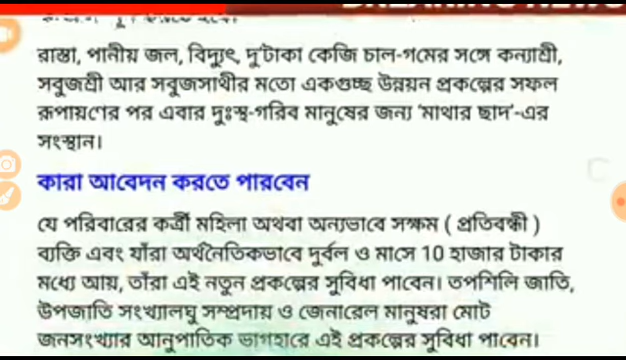 রাস্তা, পানীয় জল, বিদ্যুৎ, দু'টাকা কেজি চাল-গমের সঙ্গে কন্যাশ্রী,
সবুজশ্রী আর সবুজসাথীর মতো একগুচ্ছ উন্নয়ন প্রকল্পের সফল
রূপায়ণের পর এবার দুঃস্থ-গরিব মানুষের জন্য 'মাথার ছাদ'-এর
সংস্থান।
কারা আবেদন করতে পারবেন
যে পরিবারের কর্ত্রী মহিলা অথবা অন্যভাবে সক্ষম ( প্রতিবন্ধী )
ব্যক্তি এবং যাঁরা অর্থনৈতিকভাবে দুর্বল ও মাসে 10 হাজার টাকার
মধ্যে আয়, তাঁরা এই নতুন প্রকল্পের সুবিধা পাবেন। তপশিলি জাতি,
উপজাতি সংখ্যালঘু সম্প্রদায় ও জেনারেল মানুষরা মোট
জনসংখ্যার আনুপাতিক ভাগহারে এই প্রকল্পের সুবিধা পাবেন।